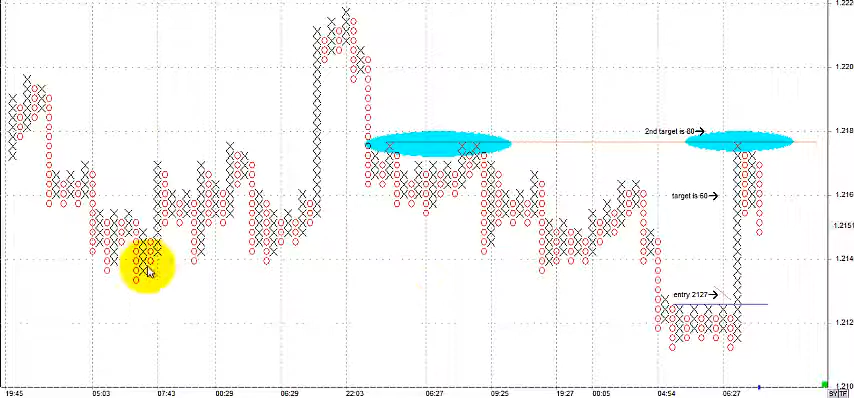 1.222
1.220
2nd target is 80
1.218
target is 60
1.216
1.2151
1.214
entry 2127
1.212
1.210
19:45 05:03 07:43 00:29 06:29 22:03 06:27 09:25 19:27 00:05 04:54 06:27